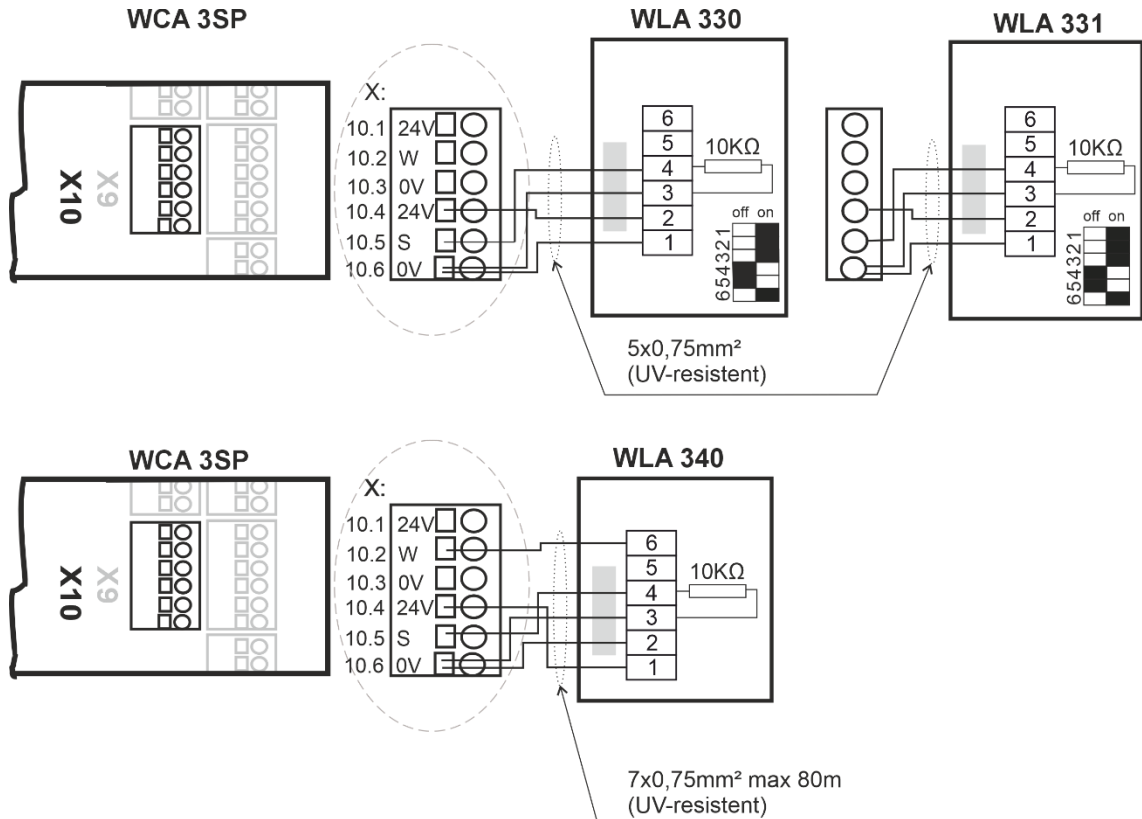 WCA 3SP
WLA 330
WLA 331
X10
X9
X:
10.1 24V
10.2 W
10.3 0V
10.4 24V
10.5 S
10.6 0V
6
5
4
3
2
1
10KΩ
off on
654321
6
5
4
3
2
1
10KΩ
off on
654321
5x0,75mm²
(UV-resistent)
WCA 3SP
WLA 340
X10
X9
X:
10.1 24V
10.2 W
10.3 0V
10.4 24V
10.5 S
10.6 0V
6
5
4
3
2
1
10KΩ
7x0,75mm² max 80m
(UV-resistent)